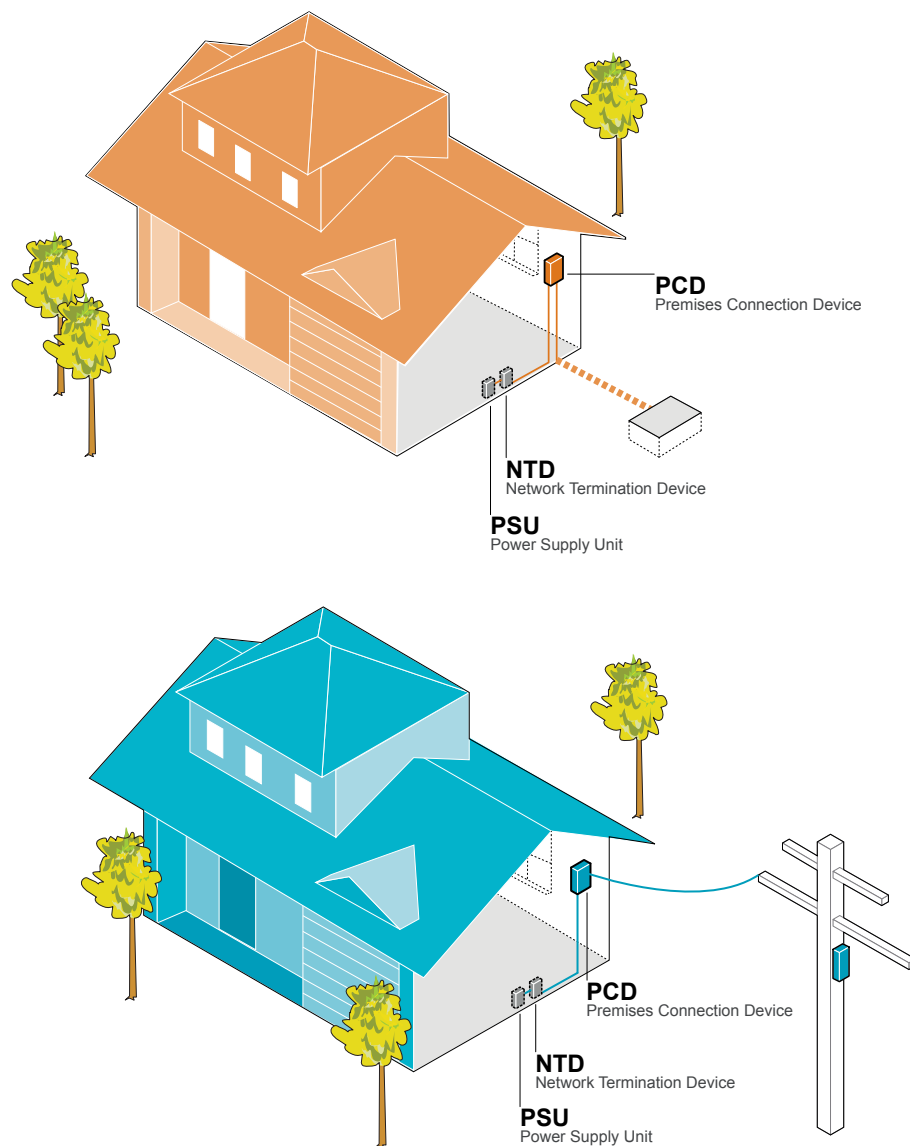 PCD
Premises Connection Device
NTD
Network Termination Device
PSU
Power Supply Unit
PCD
Premises Connection Device
NTD
Network Termination Device
PSU
Power Supply Unit